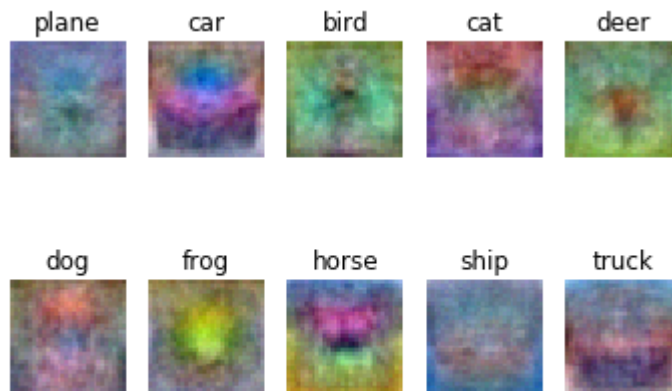 plane car bird cat deer
dog frog horse ship truck